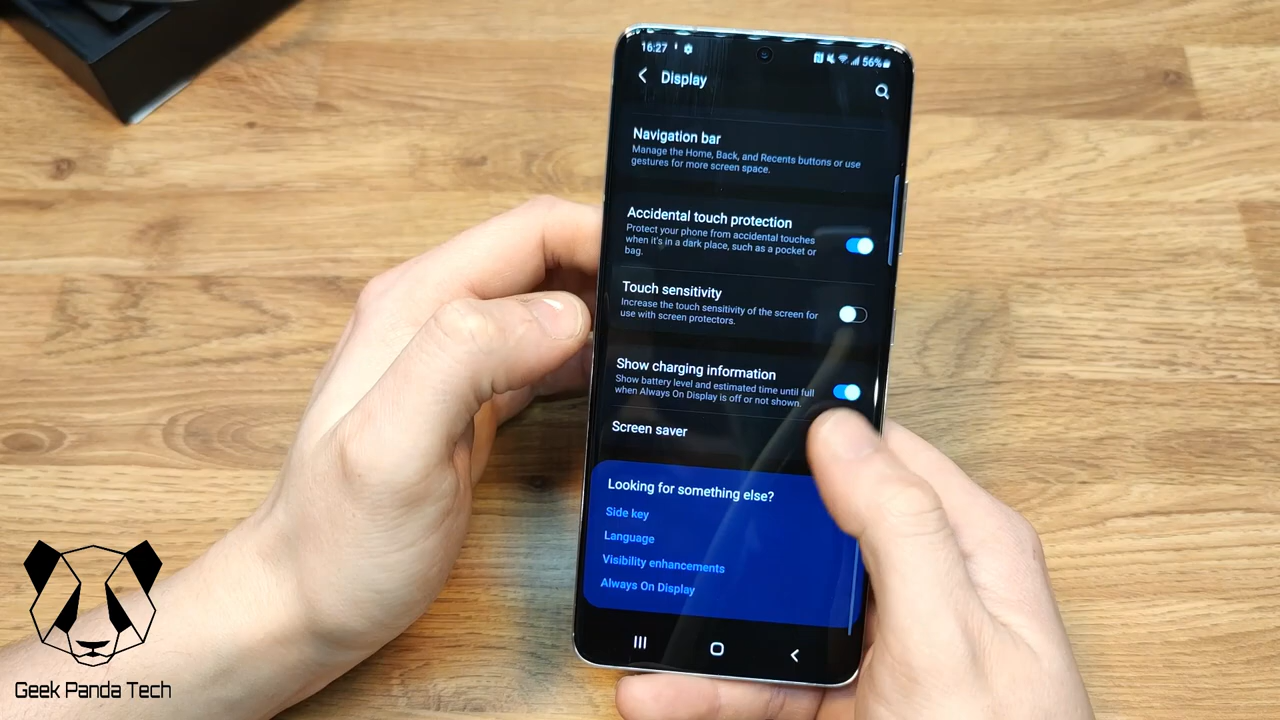 16:27
56%
Display
Navigation bar
Manage the Home, Back, and Recents buttons or use
gestures for more screen space.
Accidental touch protection
Protect your phone from accidental touches
when it's in a dark place, such as a pocket or
bag.
Touch sensitivity
Increase the touch sensitivity of the screen for
use with screen protectors.
Show charging information
Show battery level and estimated time until full
when Always On Display is off or not shown.
Screen saver
Looking for something else?
Side key
Language
Visibility enhancements
Always On Display
Geek Panda Tech